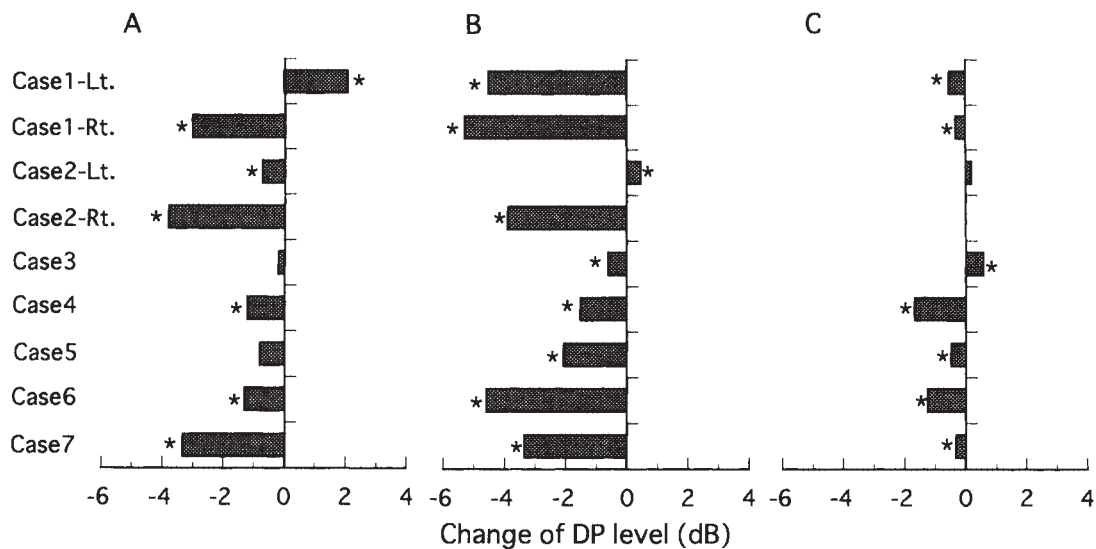 A B C
Case1-Lt. * * *
Case1-Rt. * * *
Case2-Lt. * *
Case2-Rt. * *
Case3 * *
Case4 * * *
Case5 * *
Case6 * * *
Case7 * * *
-6 -4 -2 0 2 4 -6 -4 -2 0 2 4 -6 -4 -2 0 2 4
Change of DP level (dB)